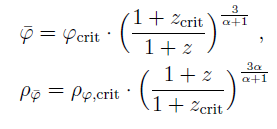 φ̄ = φ_crit · ( (1 + z_crit) / (1 + z) )^(3/(α+1)) ,
ρ_φ̄ = ρ_φ,crit · ( (1 + z) / (1 + z_crit) )^(3α/(α+1))